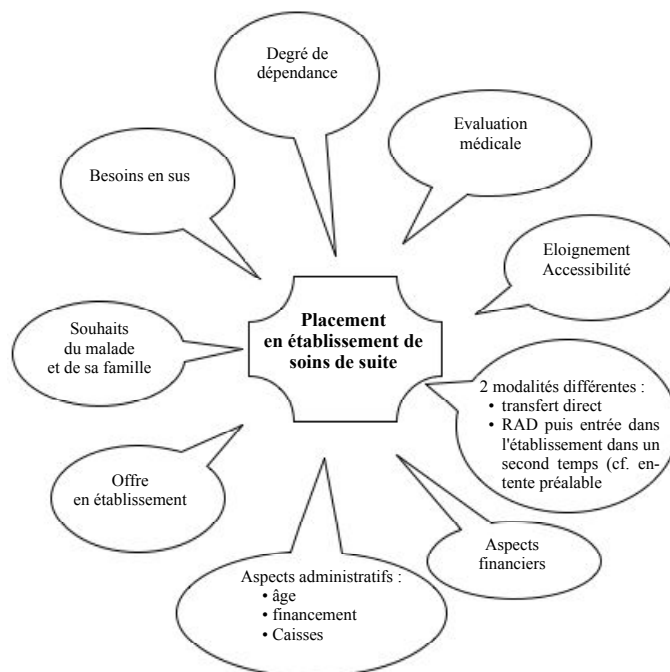 Degré de
dépendance
Evaluation
médicale
Besoins en sus
Eloignement
Accessibilité
Placement
en établissement de
soins de suite
Souhaits
du malade
et de sa famille
2 modalités différentes :
• transfert direct
• RAD puis entrée dans
l'établissement dans un
second temps (cf. en-
tente préalable
Offre
en établissement
Aspects
financiers
Aspects administratifs :
• âge
• financement
• Caisses